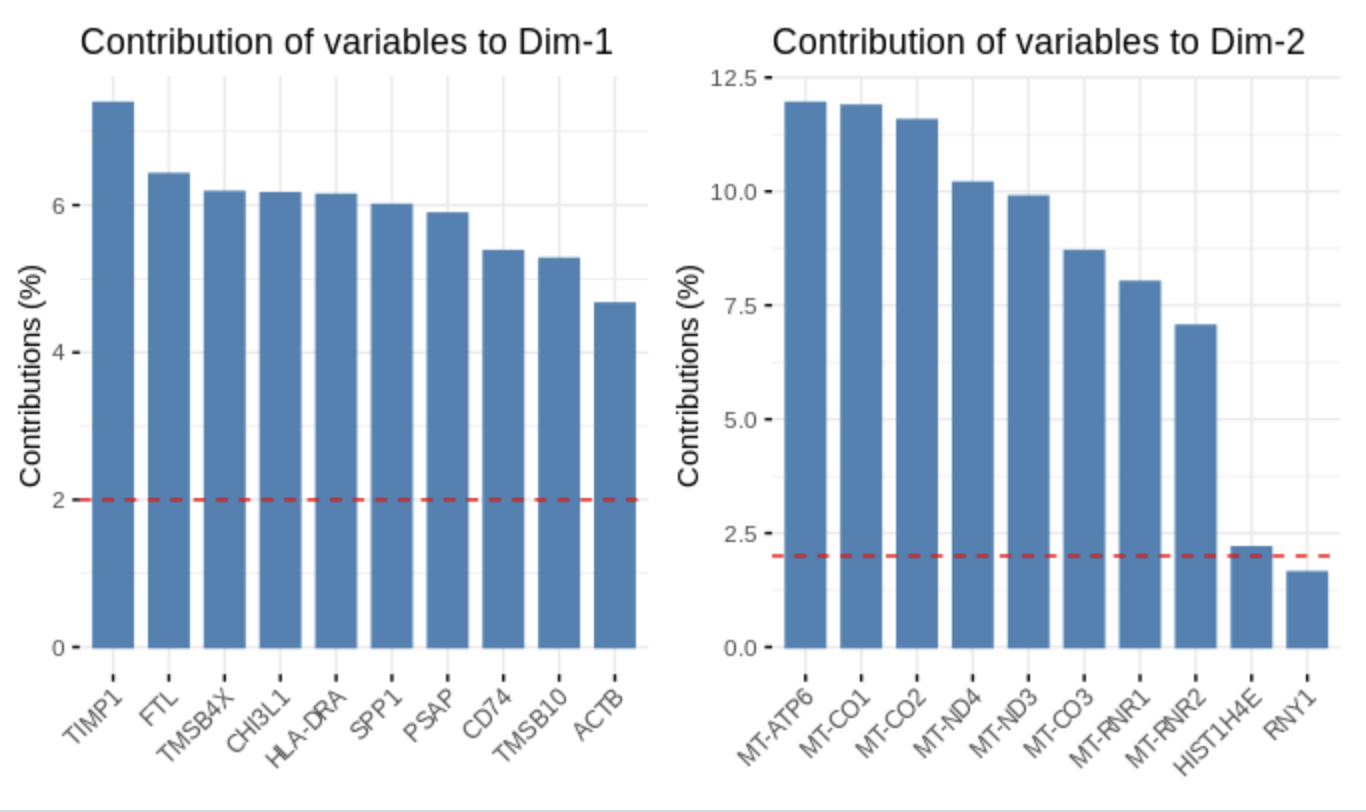 Contribution of variables to Dim-1
Contributions (%)
6
4
2
0
TIMP1
FTL
TMSB4X
CHI3L1
HLA-DRA
SPP1
PSAP
CD74
TMSB10
ACTB
Contribution of variables to Dim-2
Contributions (%)
12.5
10.0
7.5
5.0
2.5
0.0
MT-ATP6
MT-CO1
MT-CO2
MT-ND4
MT-ND3
MT-CO3
MT-RNR1
MT-RNR2
HIST1H4E
RNY1